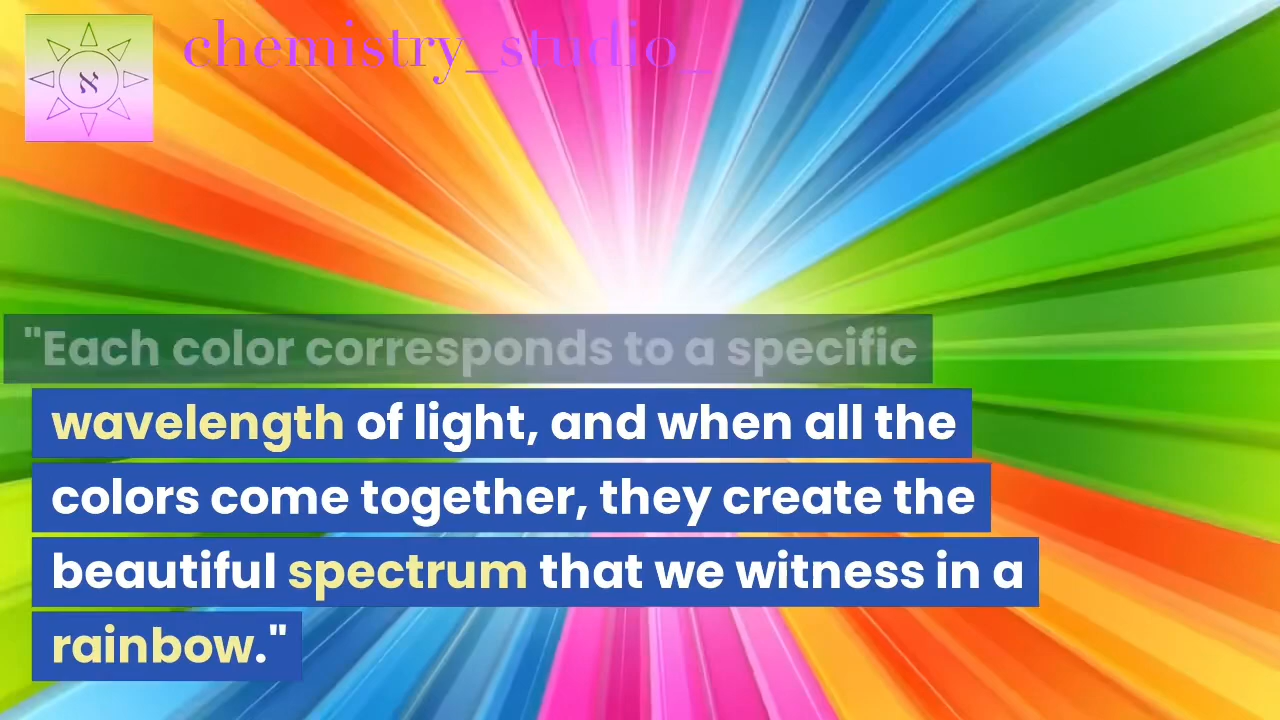 chemistry_studio_
א
"Each color corresponds to a specific
wavelength of light, and when all the
colors come together, they create the
beautiful spectrum that we witness in a
rainbow."